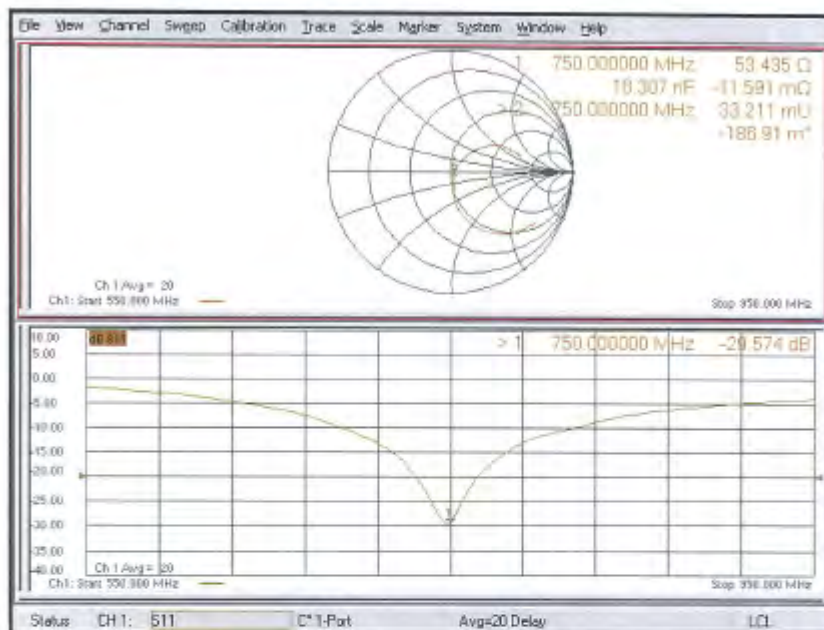 File View Channel Sweep Calibration Trace Scale Marker System Window Help
1 750.000000 MHz 53.435 Ω
18.307 nF -11.591 mΩ
> 2 750.000000 MHz 33.211 mU
-186.91 m°
Ch 1 Avg = 20
Ch1: Start 550.000 MHz
Stop 950.000 MHz
10.00
5.00
0.00
-5.00
-10.00
-15.00
-20.00
-30.00
-35.00
-40.00
> 1 750.000000 MHz -29.574 dB
1
Ch 1 Avg = 20
Ch1: Start 550.000 MHz
Stop 950.000 MHz
Status CH 1: S11 C* 1-Port Avg=20 Delay LCL